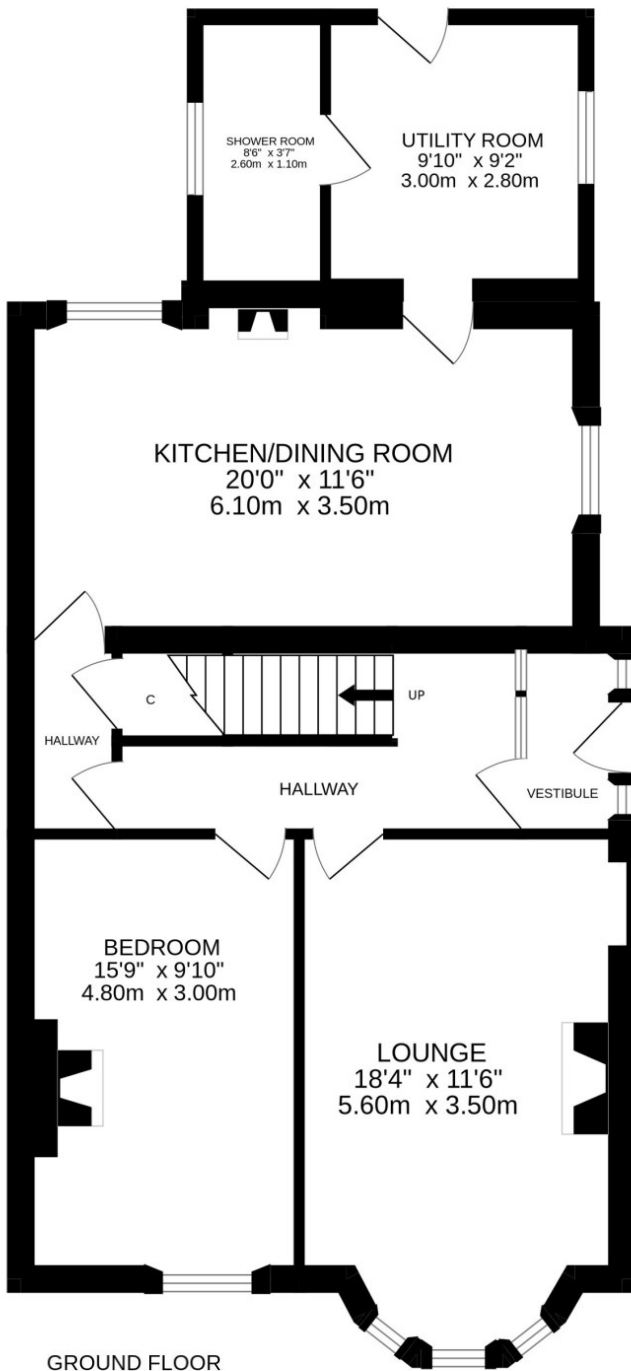 SHOWER ROOM
8'6" x 3'7"
2.60m x 1.10m
UTILITY ROOM
9'10" x 9'2"
3.00m x 2.80m
KITCHEN/DINING ROOM
20'0" x 11'6"
6.10m x 3.50m
C
UP
HALLWAY
HALLWAY
VESTIBULE
BEDROOM
15'9" x 9'10"
4.80m x 3.00m
LOUNGE
18'4" x 11'6"
5.60m x 3.50m
GROUND FLOOR